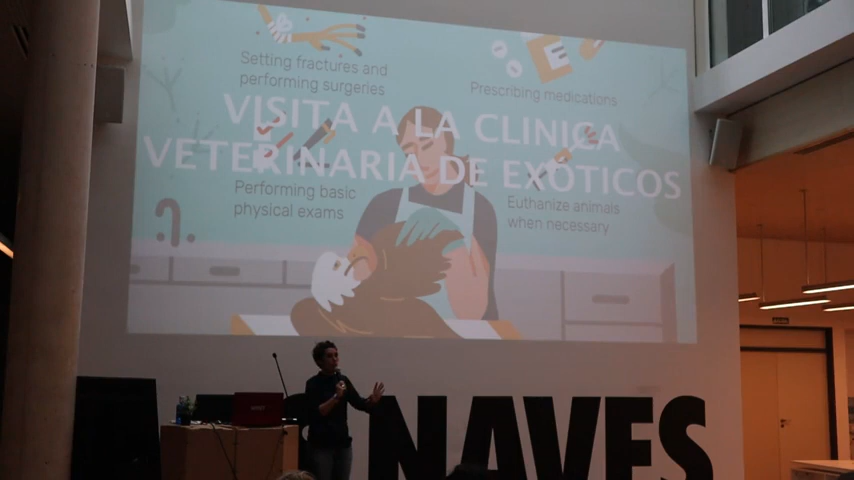 Setting fractures and
performing surgeries
Prescribing medications
VISITA A LA CLINICA
VETERINARIA DE EXÓTICOS
Performing basic
physical exams
Euthanize animals
when necessary
NAVES